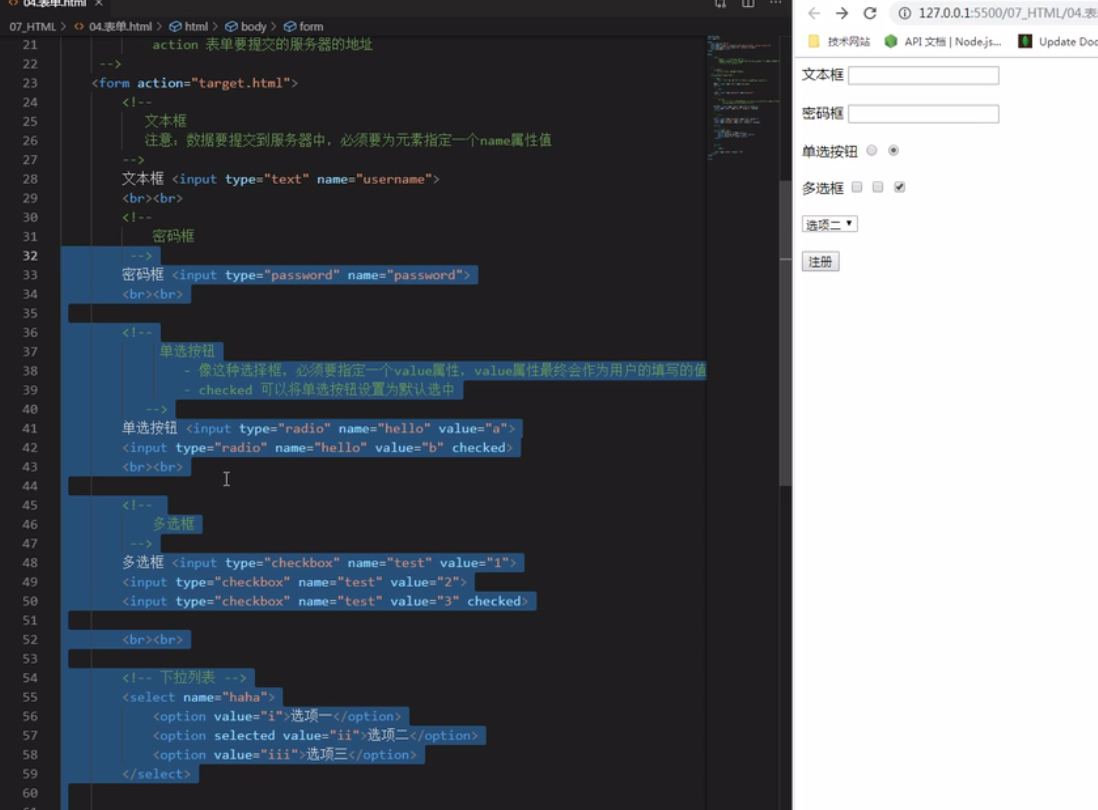 04.表单.html ×
07_HTML > 04.表单.html > html > body > form
21 action 表单要提交的服务器的地址
22 -->
23 <form action="target.html">
24 <!--
25 文本框
26 注意：数据要提交到服务器中，必须要为元素指定一个name属性值
27 -->
28 文本框 <input type="text" name="username">
29 <br><br>
30 <!--
31 密码框
32 -->
33 密码框 <input type="password" name="password">
34 <br><br>
35
36 <!--
37 单选按钮
38 - 像这种选择框，必须要指定一个value属性，value属性最终会作为用户的填写的值
39 - checked 可以将单选按钮设置为默认选中
40 -->
41 单选按钮 <input type="radio" name="hello" value="a">
42 <input type="radio" name="hello" value="b" checked>
43 <br><br>
44
45 <!--
46 多选框
47 -->
48 多选框 <input type="checkbox" name="test" value="1">
49 <input type="checkbox" name="test" value="2">
50 <input type="checkbox" name="test" value="3" checked>
51
52 <br><br>
53
54 <!-- 下拉列表 -->
55 <select name="haha">
56 <option value="i">选项一</option>
57 <option selected value="ii">选项二</option>
58 <option value="iii">选项三</option>
59 </select>
60
127.0.0.1:5500/07_HTML/04.表
技术网站 API 文档 | Node.js... Update Doc
文本框
密码框
单选按钮
多选框
选项二
注册